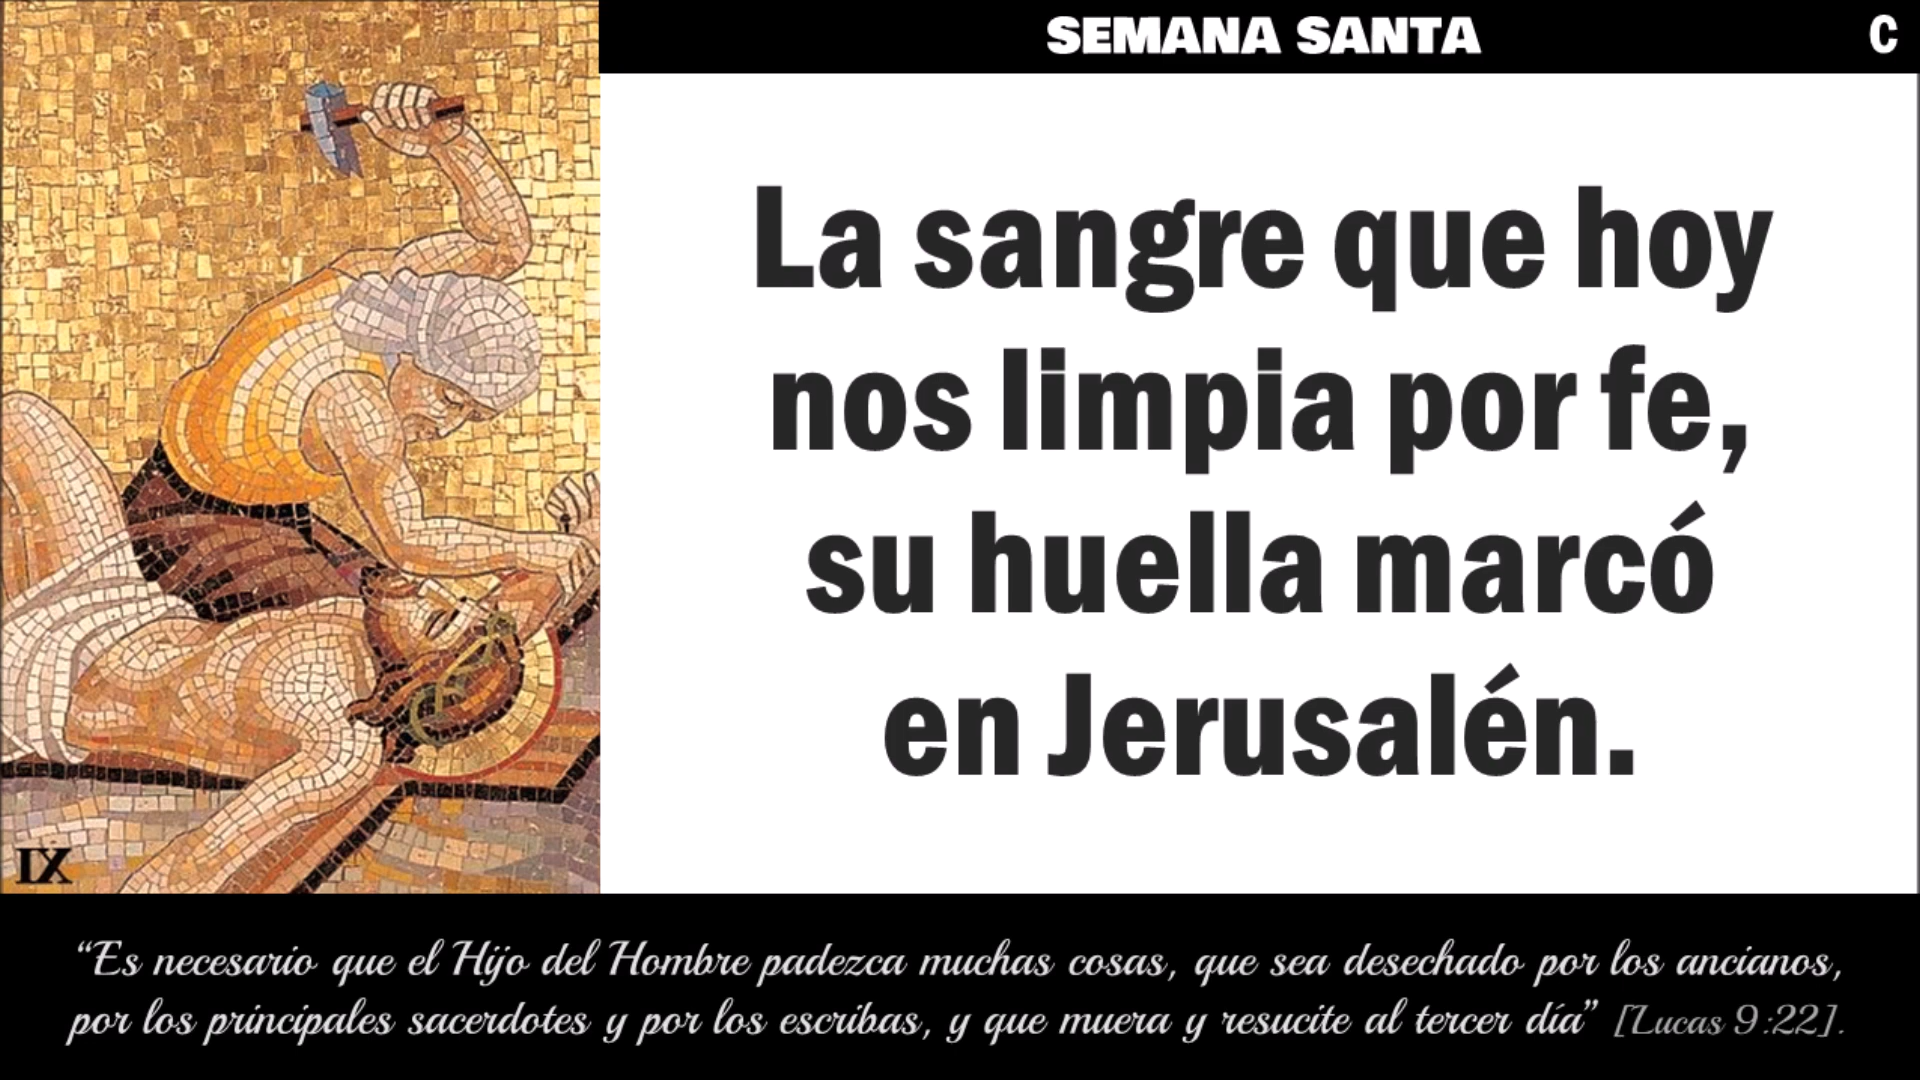 SEMANA SANTA
C
La sangre que hoy
nos limpia por fe,
su huella marcó
en Jerusalén.
IX
“Es necesario que el Hijo del Hombre padezca muchas cosas, que sea desechado por los ancianos,
por los principales sacerdotes y por los escribas, y que muera y resucite al tercer día” [Lucas 9:22].